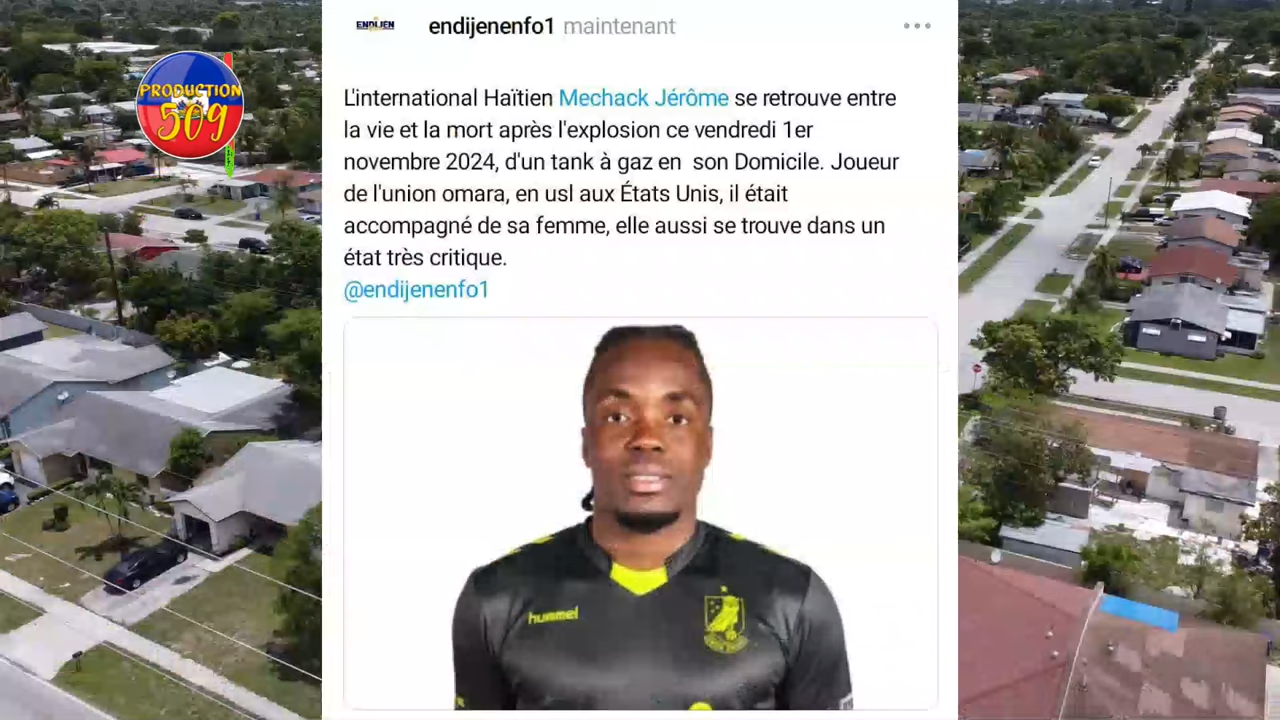 ENDIJEN
endijenenfo1 maintenant
PRODUCTION
509
L'international Haïtien Mechack Jérôme se retrouve entre
la vie et la mort après l'explosion ce vendredi 1er
novembre 2024, d'un tank à gaz en son Domicile. Joueur
de l'union omara, en usl aux États Unis, il était
accompagné de sa femme, elle aussi se trouve dans un
état très critique.
@endijenenfo1
hummel